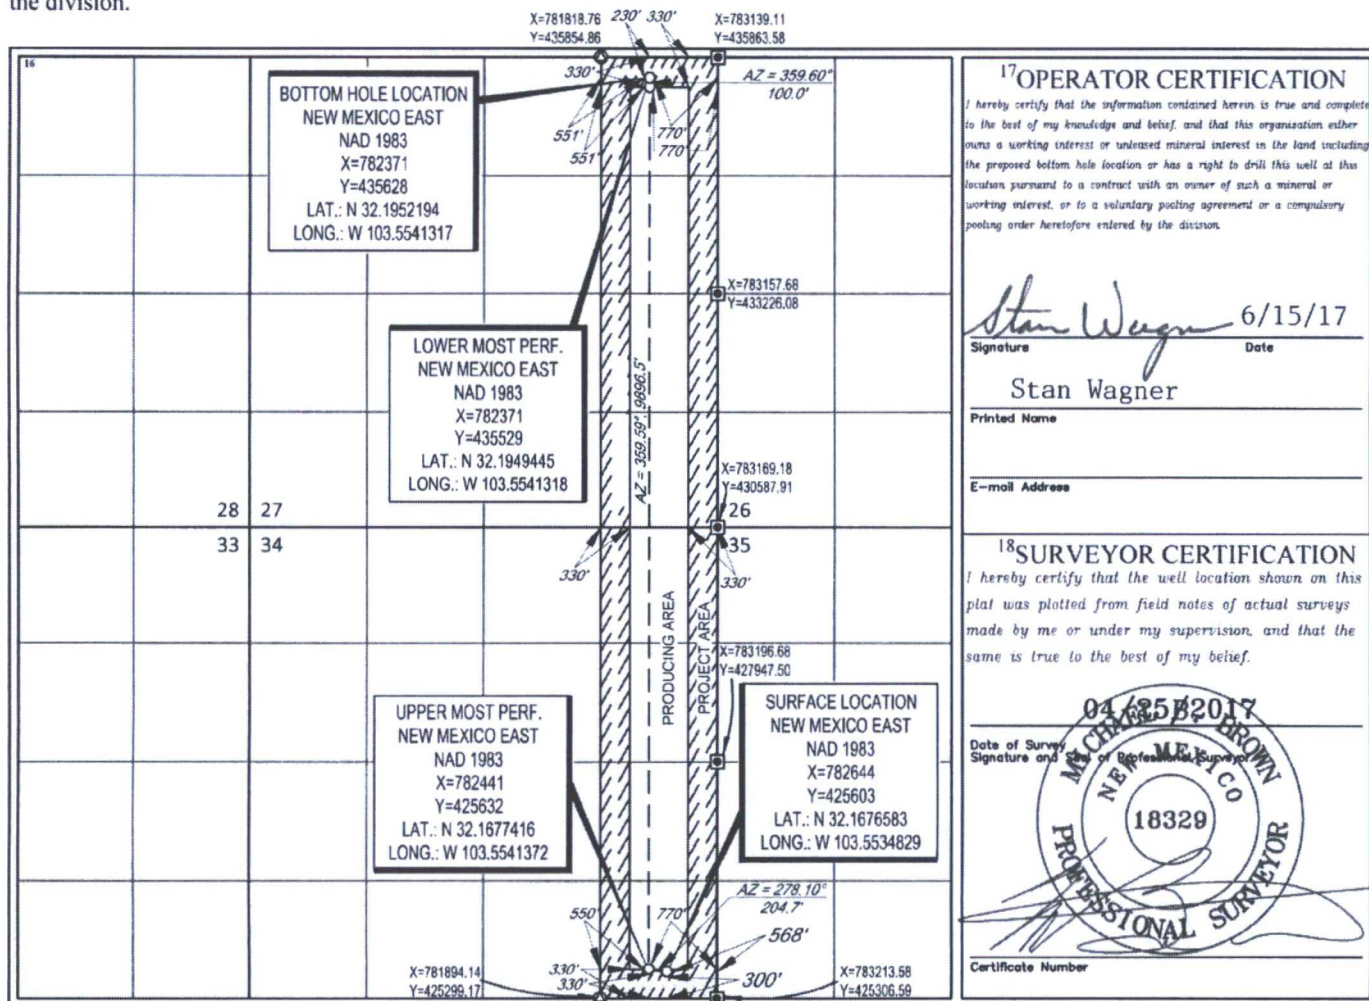 the division.
16
X=781818.76
Y=435854.86
230' 330'
X=783139.11
Y=435863.58
330'
AZ = 359.60°
100.0'
551'
551'
770'
770'
BOTTOM HOLE LOCATION
NEW MEXICO EAST
NAD 1983
X=782371
Y=435628
LAT.: N 32.1952194
LONG.: W 103.5541317
X=783157.68
Y=433226.08
LOWER MOST PERF.
NEW MEXICO EAST
NAD 1983
X=782371
Y=435529
LAT.: N 32.1949445
LONG.: W 103.5541318
AZ = 359.59°, 9896.5'
X=783169.18
Y=430587.91
28 27
26
33 34
35
330'
330'
PRODUCING AREA
PROJECT AREA
X=783196.68
Y=427947.50
UPPER MOST PERF.
NEW MEXICO EAST
NAD 1983
X=782441
Y=425632
LAT.: N 32.1677416
LONG.: W 103.5541372
SURFACE LOCATION
NEW MEXICO EAST
NAD 1983
X=782644
Y=425603
LAT.: N 32.1676583
LONG.: W 103.5534829
AZ = 278.10°
204.7'
550'
770'
568'
330'
330'
300'
X=781894.14
Y=425299.17
X=783213.58
Y=425306.59
17 OPERATOR CERTIFICATION
I hereby certify that the information contained herein is true and complete
to the best of my knowledge and belief, and that this organization either
owns a working interest or unleased mineral interest in the land including
the proposed bottom hole location or has a right to drill this well at this
location pursuant to a contract with an owner of such a mineral or
working interest, or to a voluntary pooling agreement or a compulsory
pooling order heretofore entered by the division.
Stan Wagner 6/15/17
Signature Date
Stan Wagner
Printed Name
E-mail Address
18 SURVEYOR CERTIFICATION
I hereby certify that the well location shown on this
plat was plotted from field notes of actual surveys
made by me or under my supervision, and that the
same is true to the best of my belief.
04/25/2017
Date of Survey
Signature and Seal of Professional Surveyor:
MICHAEL B. BROWN
NEW MEXICO
18329
PROFESSIONAL SURVEYOR
Certificate Number